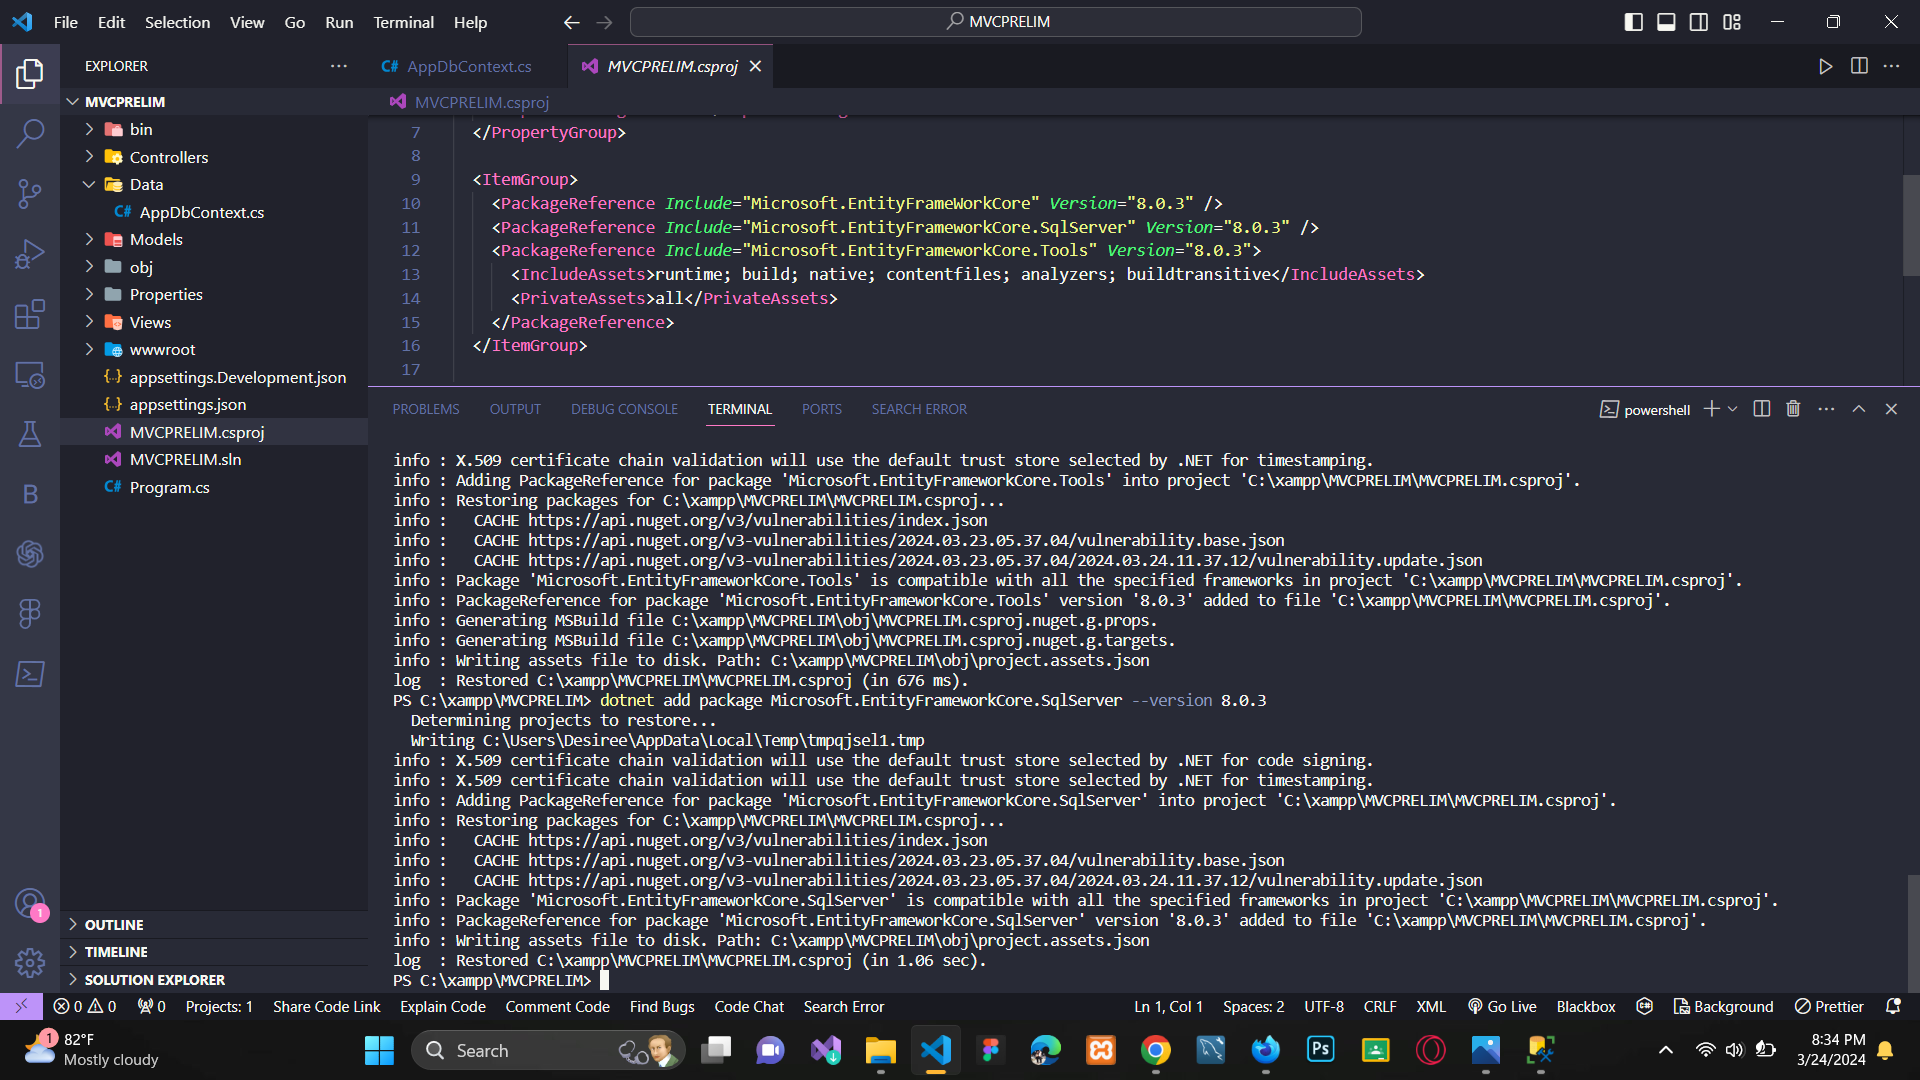 File Edit Selection View Go Run Terminal Help
MVCPRELIM
EXPLORER
AppDbContext.cs
MVCPRELIM.csproj
MVCPRELIM
bin
Controllers
Data
C# AppDbContext.cs
Models
obj
Properties
Views
wwwroot
{..} appsettings.Development.json
{..} appsettings.json
MVCPRELIM.csproj
MVCPRELIM.sln
C# Program.cs
OUTLINE
TIMELINE
SOLUTION EXPLORER
MVCPRELIM.csproj
7 </PropertyGroup>
8
9 <ItemGroup>
10 <PackageReference Include="Microsoft.EntityFrameWorkCore" Version="8.0.3" />
11 <PackageReference Include="Microsoft.EntityFrameworkCore.SqlServer" Version="8.0.3" />
12 <PackageReference Include="Microsoft.EntityFrameworkCore.Tools" Version="8.0.3">
13 <IncludeAssets>runtime; build; native; contentfiles; analyzers; buildtransitive</IncludeAssets>
14 <PrivateAssets>all</PrivateAssets>
15 </PackageReference>
16 </ItemGroup>
17
PROBLEMS OUTPUT DEBUG CONSOLE TERMINAL PORTS SEARCH ERROR
powershell
info : X.509 certificate chain validation will use the default trust store selected by .NET for timestamping.
info : Adding PackageReference for package 'Microsoft.EntityFrameworkCore.Tools' into project 'C:\xampp\MVCPRELIM\MVCPRELIM.csproj'.
info : Restoring packages for C:\xampp\MVCPRELIM\MVCPRELIM.csproj...
info :   CACHE https://api.nuget.org/v3/vulnerabilities/index.json
info :   CACHE https://api.nuget.org/v3-vulnerabilities/2024.03.23.05.37.04/vulnerability.base.json
info :   CACHE https://api.nuget.org/v3-vulnerabilities/2024.03.23.05.37.04/2024.03.24.11.37.12/vulnerability.update.json
info : Package 'Microsoft.EntityFrameworkCore.Tools' is compatible with all the specified frameworks in project 'C:\xampp\MVCPRELIM\MVCPRELIM.csproj'.
info : PackageReference for package 'Microsoft.EntityFrameworkCore.Tools' version '8.0.3' added to file 'C:\xampp\MVCPRELIM\MVCPRELIM.csproj'.
info : Generating MSBuild file C:\xampp\MVCPRELIM\obj\MVCPRELIM.csproj.nuget.g.props.
info : Generating MSBuild file C:\xampp\MVCPRELIM\obj\MVCPRELIM.csproj.nuget.g.targets.
info : Writing assets file to disk. Path: C:\xampp\MVCPRELIM\obj\project.assets.json
log  : Restored C:\xampp\MVCPRELIM\MVCPRELIM.csproj (in 676 ms).
PS C:\xampp\MVCPRELIM> dotnet add package Microsoft.EntityFrameworkCore.SqlServer --version 8.0.3
  Determining projects to restore...
  Writing C:\Users\Desiree\AppData\Local\Temp\tmpqjsel1.tmp
info : X.509 certificate chain validation will use the default trust store selected by .NET for code signing.
info : X.509 certificate chain validation will use the default trust store selected by .NET for timestamping.
info : Adding PackageReference for package 'Microsoft.EntityFrameworkCore.SqlServer' into project 'C:\xampp\MVCPRELIM\MVCPRELIM.csproj'.
info : Restoring packages for C:\xampp\MVCPRELIM\MVCPRELIM.csproj...
info :   CACHE https://api.nuget.org/v3/vulnerabilities/index.json
info :   CACHE https://api.nuget.org/v3-vulnerabilities/2024.03.23.05.37.04/vulnerability.base.json
info :   CACHE https://api.nuget.org/v3-vulnerabilities/2024.03.23.05.37.04/2024.03.24.11.37.12/vulnerability.update.json
info : Package 'Microsoft.EntityFrameworkCore.SqlServer' is compatible with all the specified frameworks in project 'C:\xampp\MVCPRELIM\MVCPRELIM.csproj'.
info : PackageReference for package 'Microsoft.EntityFrameworkCore.SqlServer' version '8.0.3' added to file 'C:\xampp\MVCPRELIM\MVCPRELIM.csproj'.
info : Writing assets file to disk. Path: C:\xampp\MVCPRELIM\obj\project.assets.json
log  : Restored C:\xampp\MVCPRELIM\MVCPRELIM.csproj (in 1.06 sec).
PS C:\xampp\MVCPRELIM>
1
0 0 0 Projects: 1 Share Code Link Explain Code Comment Code Find Bugs Code Chat Search Error Ln 1, Col 1 Spaces: 2 UTF-8 CRLF XML Go Live Blackbox Background Prettier
1
82°F
Mostly cloudy
Search
Ps
8:34 PM
3/24/2024